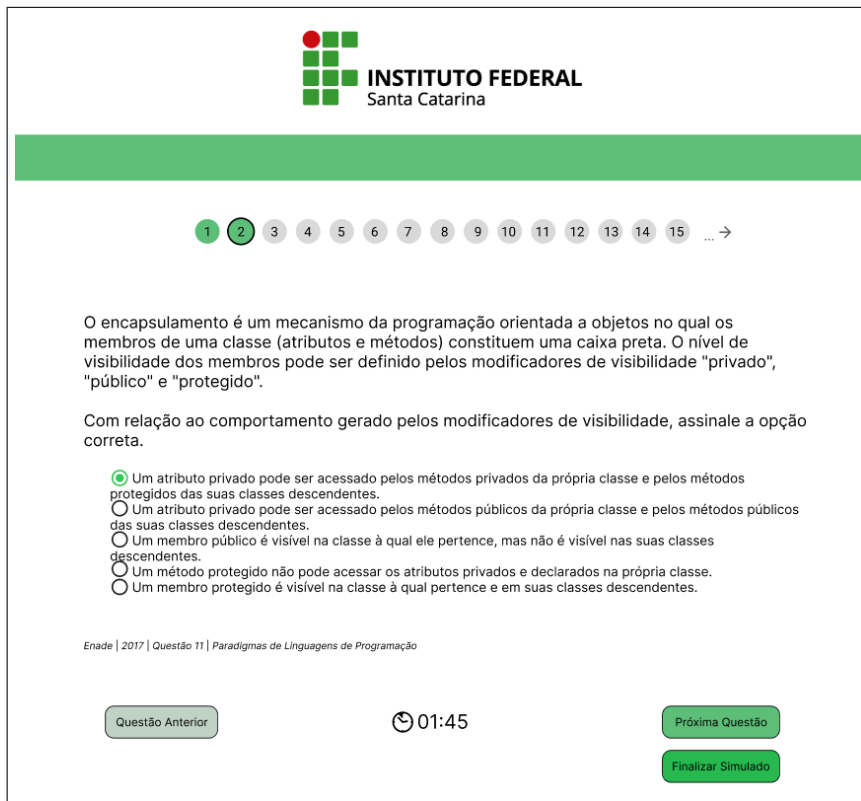 INSTITUTO FEDERAL
Santa Catarina
1 2 3 4 5 6 7 8 9 10 11 12 13 14 15 ... →
O encapsulamento é um mecanismo da programação orientada a objetos no qual os
membros de uma classe (atributos e métodos) constituem uma caixa preta. O nível de
visibilidade dos membros pode ser definido pelos modificadores de visibilidade "privado",
"público" e "protegido".
Com relação ao comportamento gerado pelos modificadores de visibilidade, assinale a opção
correta.
Um atributo privado pode ser acessado pelos métodos privados da própria classe e pelos métodos
protegidos das suas classes descendentes.
Um atributo privado pode ser acessado pelos métodos públicos da própria classe e pelos métodos públicos
das suas classes descendentes.
Um membro público é visível na classe à qual ele pertence, mas não é visível nas suas classes
descendentes.
Um método protegido não pode acessar os atributos privados e declarados na própria classe.
Um membro protegido é visível na classe à qual pertence e em suas classes descendentes.
Enade | 2017 | Questão 11 | Paradigmas de Linguagens de Programação
Questão Anterior
01:45
Próxima Questão
Finalizar Simulado